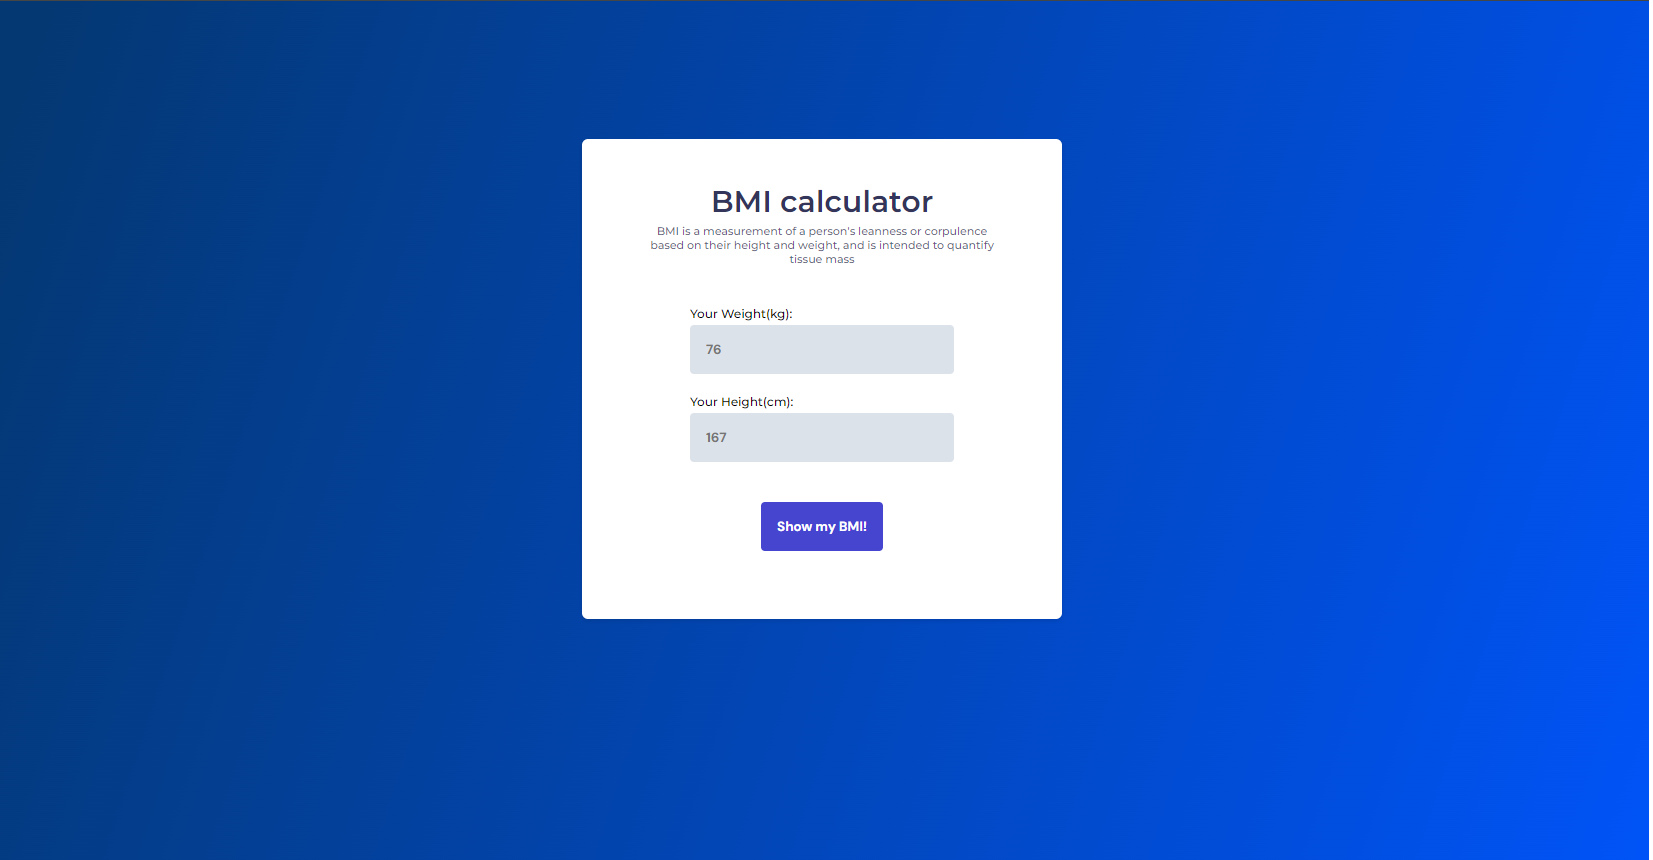 BMI calculator
BMI is a measurement of a person's leanness or corpulence
based on their height and weight, and is intended to quantify
tissue mass
Your Weight(kg):
76
Your Height(cm):
167
Show my BMI!